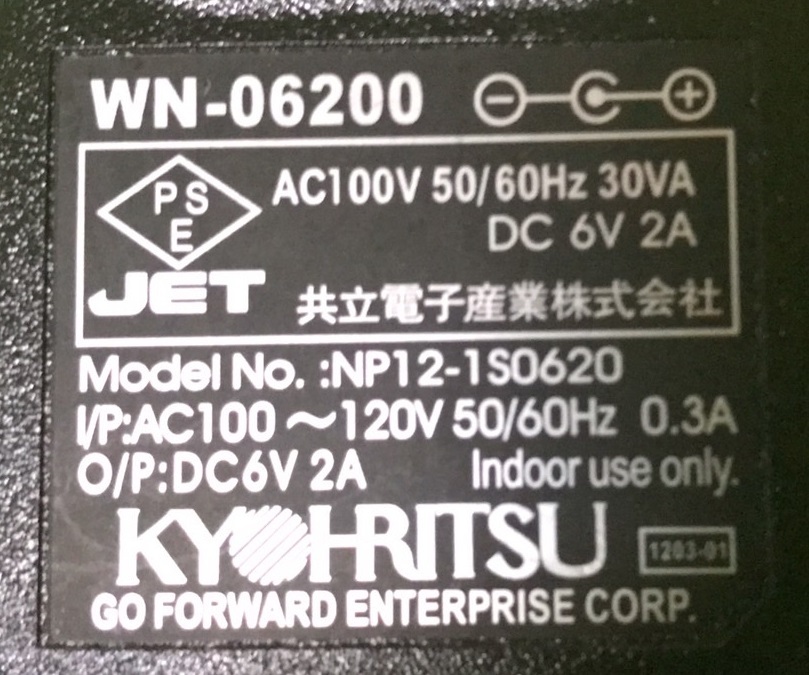 WN-06200
PS
E
AC100V 50/60Hz 30VA
DC 6V 2A
JET
共立電子産業株式会社
Model No. :NP12-1S0620
I/P:AC100～120V 50/60Hz 0.3A
O/P:DC6V 2A Indoor use only.
KYOHRITSU
1203-01
GO FORWARD ENTERPRISE CORP.